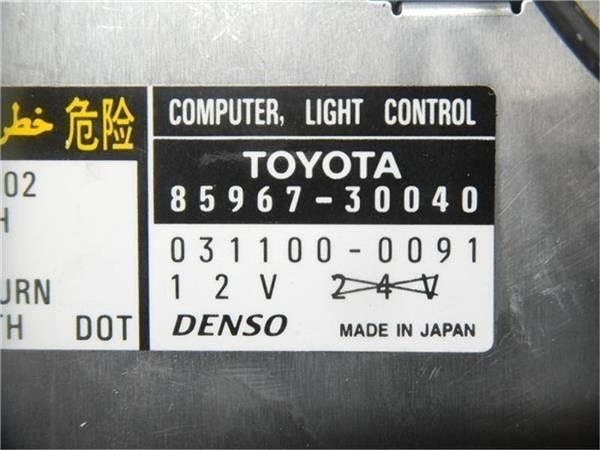 خطر 危险
02
H
URN
TH DOT
COMPUTER, LIGHT CONTROL
TOYOTA
85967-30040
031100-0091
12V 24V
DENSO MADE IN JAPAN